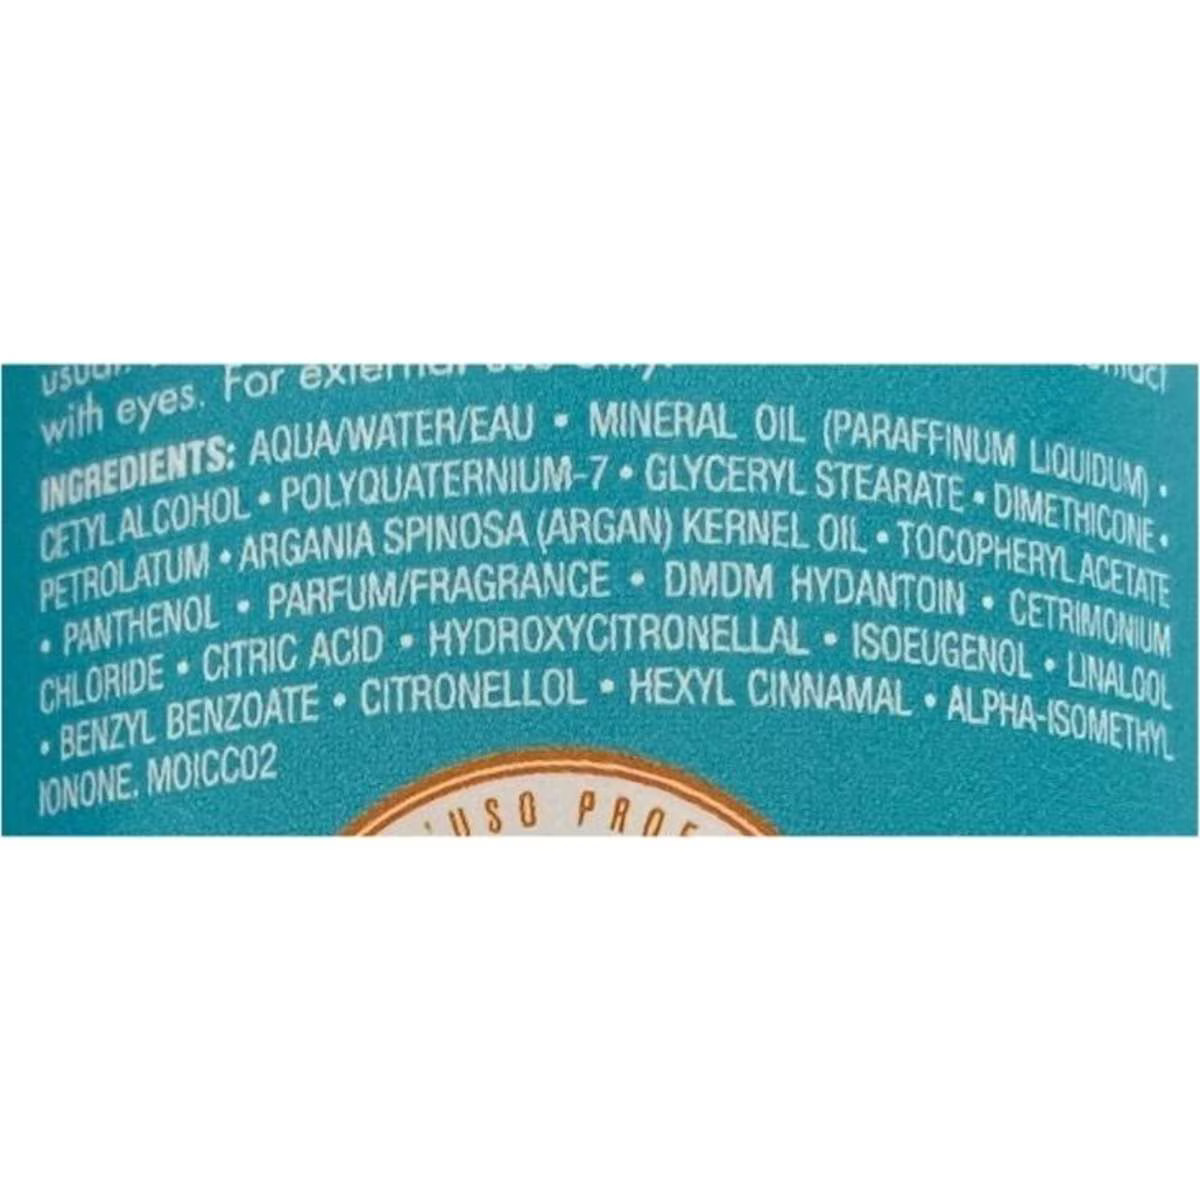 with eyes. For external
INGREDIENTS: AQUA/WATER/EAU • MINERAL OIL (PARAFFINUM LIQUIDUM) •
CETYL ALCOHOL • POLYQUATERNIUM-7 • GLYCERYL STEARATE • DIMETHICONE •
PETROLATUM • ARGANIA SPINOSA (ARGAN) KERNEL OIL • TOCOPHERYL ACETATE
• PANTHENOL • PARFUM/FRAGRANCE • DMDM HYDANTOIN • CETRIMONIUM
CHLORIDE • CITRIC ACID • HYDROXYCITRONELLAL • ISOEUGENOL • LINALOOL
• BENZYL BENZOATE • CITRONELLOL • HEXYL CINNAMAL • ALPHA-ISOMETHYL
IONONE. MOICC02
USO